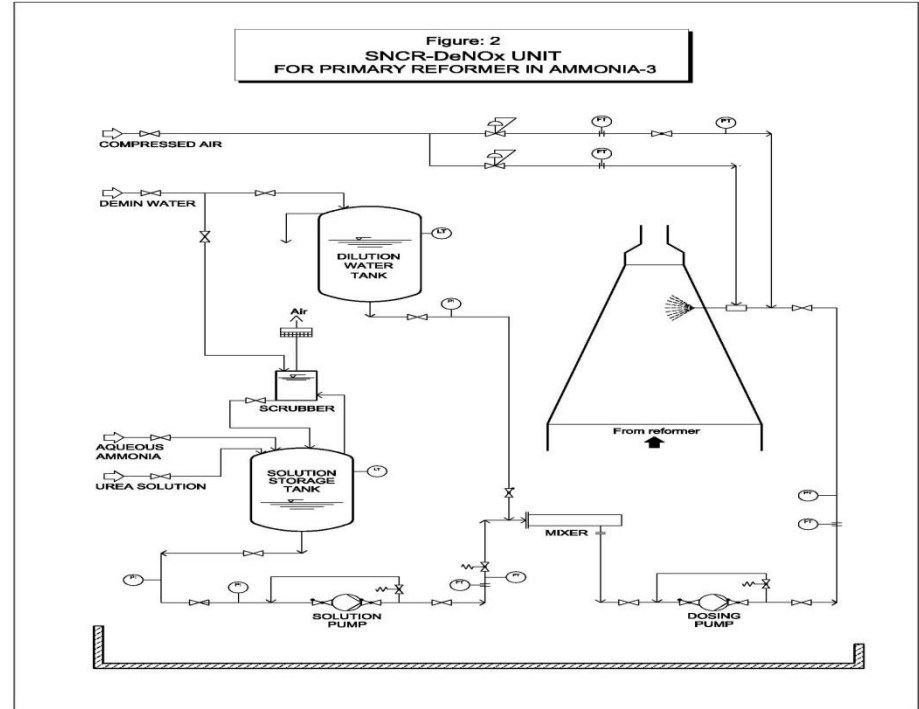 Figure: 2
SNCR-DeNOx UNIT
FOR PRIMARY REFORMER IN AMMONIA-3
COMPRESSED AIR
FT
PT
FT
DEMIN WATER
LT
DILUTION
WATER
TANK
PI
Air
SCRUBBER
From reformer
AQUEOUS
AMMONIA
UREA SOLUTION
SOLUTION
STORAGE
TANK
LT
MIXER
PI
PI
FT
PT
PT
FT
SOLUTION
PUMP
DOSING
PUMP